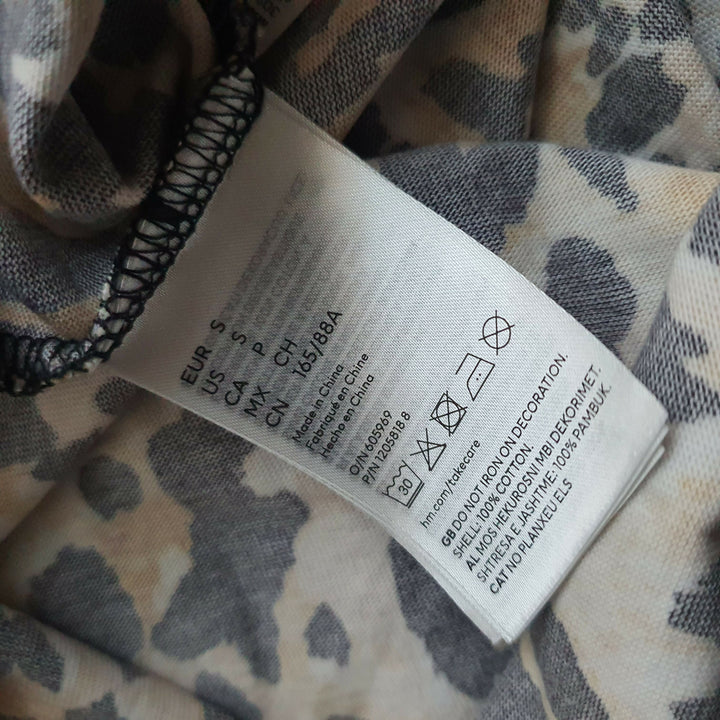 EUR S
US S
CA P
MX CH
CN 165/88A
Made in China
Fabriqué en Chine
Hecho en China
O/N 605969
P/N 12058188
30
hm.com/takecare
GB DO NOT IRON ON DECORATION.
SHELL: 100% COTTON.
AL MOS HEKUROSNI MBI DEKORIMET.
SHTRESA E JASHTME: 100% PAMBUK.
CAT NO PLANXEU ELS